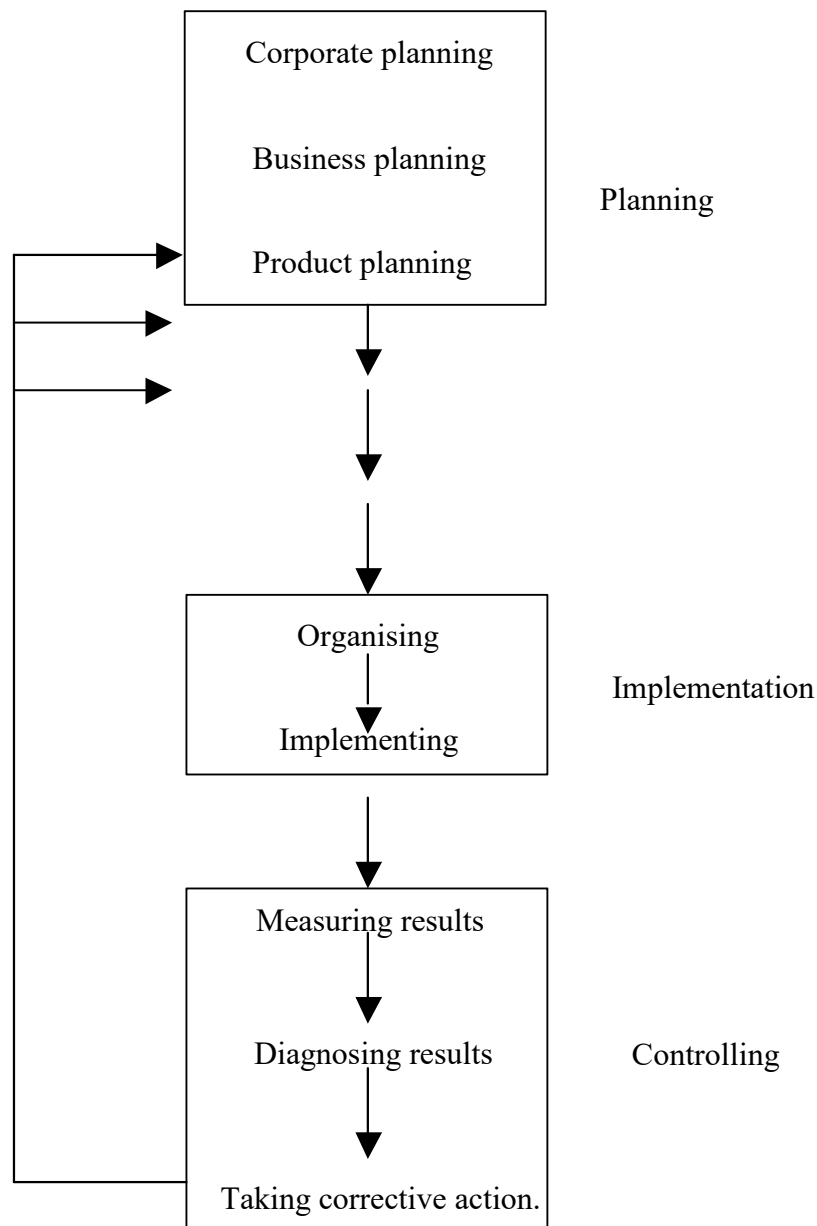 Corporate planning
Business planning
Planning
Product planning
Organising
Implementation
Implementing
Measuring results
Diagnosing results
Controlling
Taking corrective action.